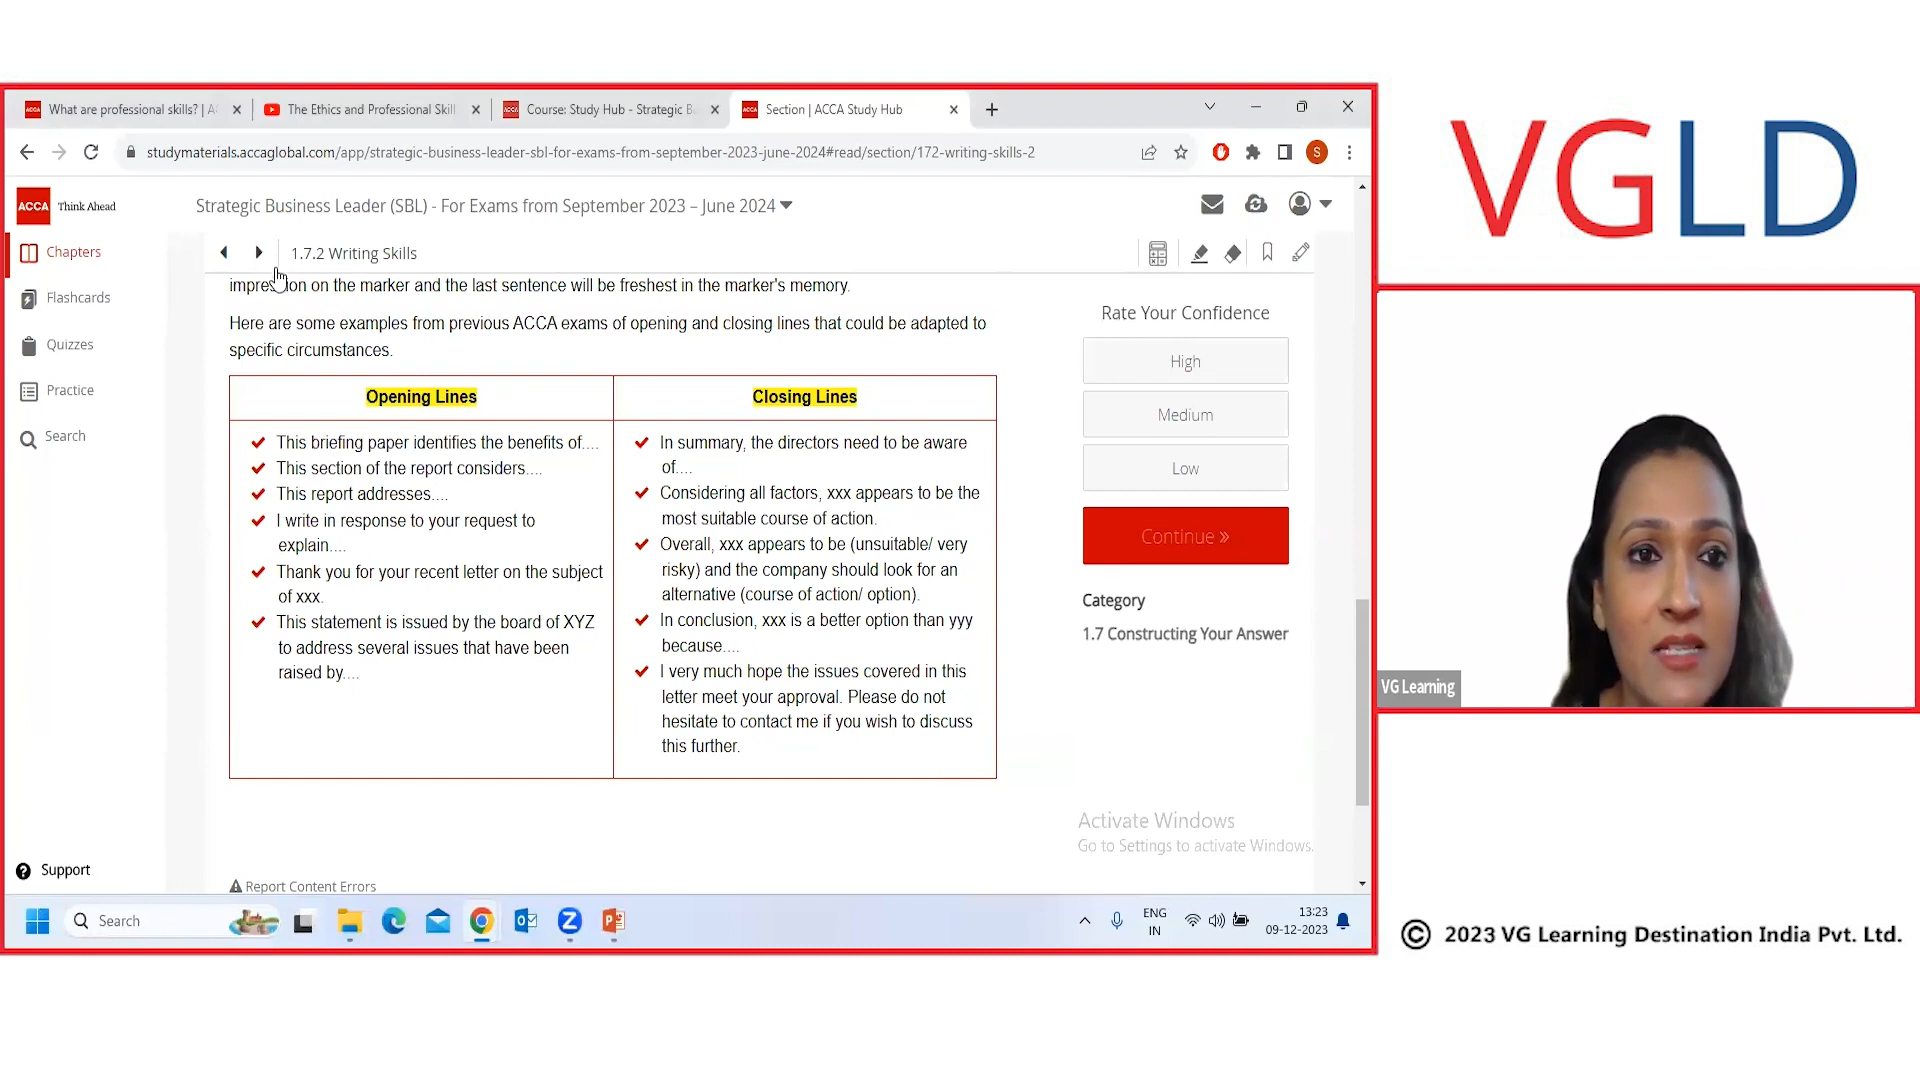 What are professional skills? | A
The Ethics and Professional Skil
Course: Study Hub - Strategic B
Section | ACCA Study Hub
studymaterials.accaglobal.com/app/strategic-business-leader-sbl-for-exams-from-september-2023-june-2024#read/section/172-writing-skills-2
S
ACCA Think Ahead
Strategic Business Leader (SBL) - For Exams from September 2023 – June 2024
Chapters
Flashcards
Quizzes
Practice
Search
Support
1.7.2 Writing Skills
impression on the marker and the last sentence will be freshest in the marker's memory.
Here are some examples from previous ACCA exams of opening and closing lines that could be adapted to
specific circumstances.
Opening Lines
This briefing paper identifies the benefits of....
This section of the report considers....
This report addresses....
I write in response to your request to
explain....
Thank you for your recent letter on the subject
of xxx.
This statement is issued by the board of XYZ
to address several issues that have been
raised by....
Closing Lines
In summary, the directors need to be aware
of....
Considering all factors, xxx appears to be the
most suitable course of action.
Overall, xxx appears to be (unsuitable/ very
risky) and the company should look for an
alternative (course of action/ option).
In conclusion, xxx is a better option than yyy
because....
I very much hope the issues covered in this
letter meet your approval. Please do not
hesitate to contact me if you wish to discuss
this further.
Report Content Errors
Rate Your Confidence
High
Medium
Low
Continue »
Category
1.7 Constructing Your Answer
Activate Windows
Go to Settings to activate Windows.
Search
ENG
IN
13:23
09-12-2023
VGLD
VG Learning
© 2023 VG Learning Destination India Pvt. Ltd.